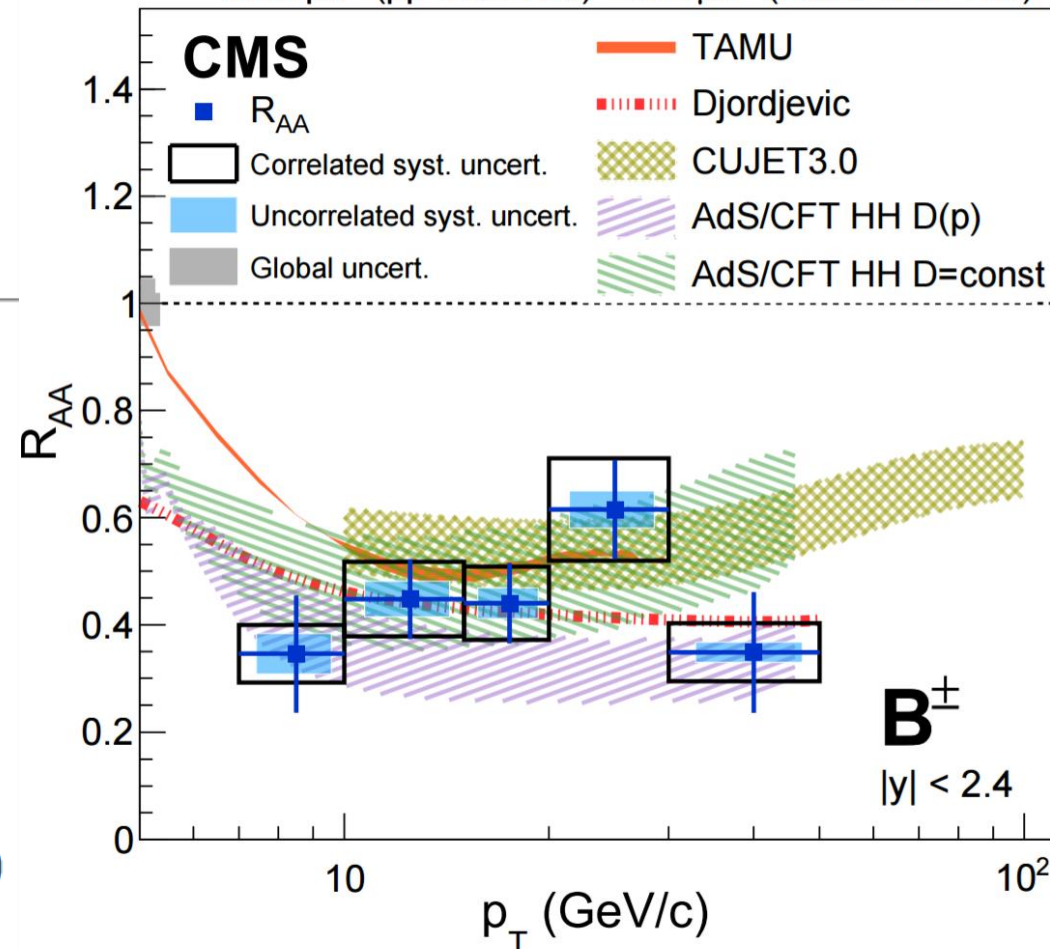 CMS
R_AA
Correlated syst. uncert.
Uncorrelated syst. uncert.
Global uncert.
TAMU
Djordjevic
CUJET3.0
AdS/CFT HH D(p)
AdS/CFT HH D=const
R_AA
1.4
1.2
1
0.8
0.6
0.4
0.2
0
B±
|y| < 2.4
10
10²
p_T (GeV/c)